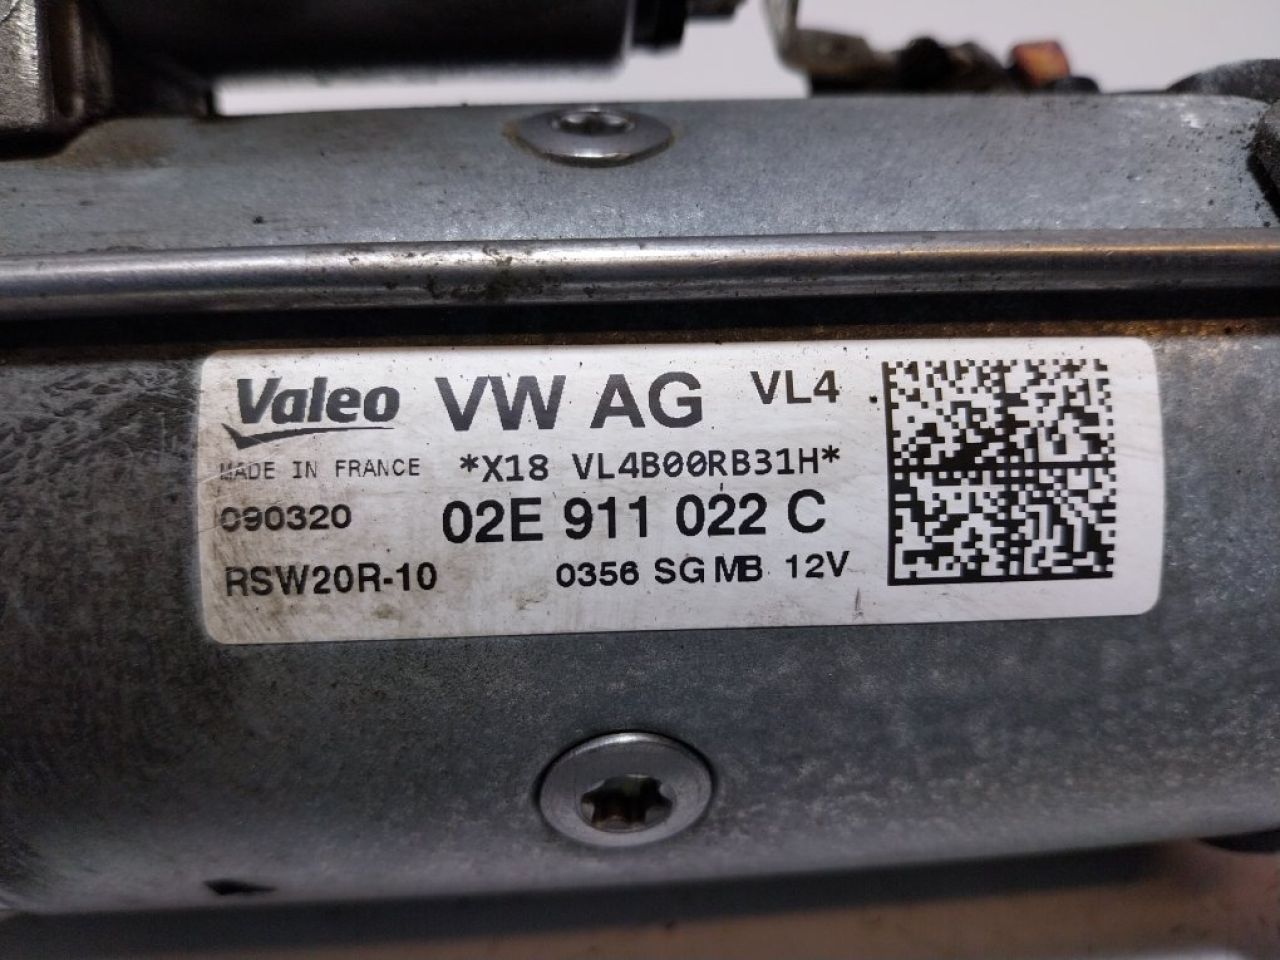 Valeo VW AG VL4
MADE IN FRANCE *X18 VL4B00RB31H*
090320 02E 911 022 C
RSW20R-10 0356 SG MB 12V